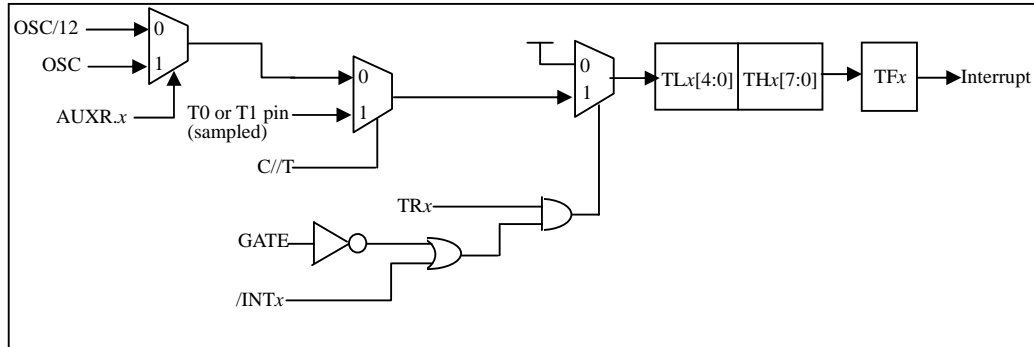 OSC/12
0
OSC
1
AUXR.x
0
T0 or T1 pin
(sampled)
1
C//T
0
1
TLx[4:0]
THx[7:0]
TFx
Interrupt
TRx
GATE
/INTx